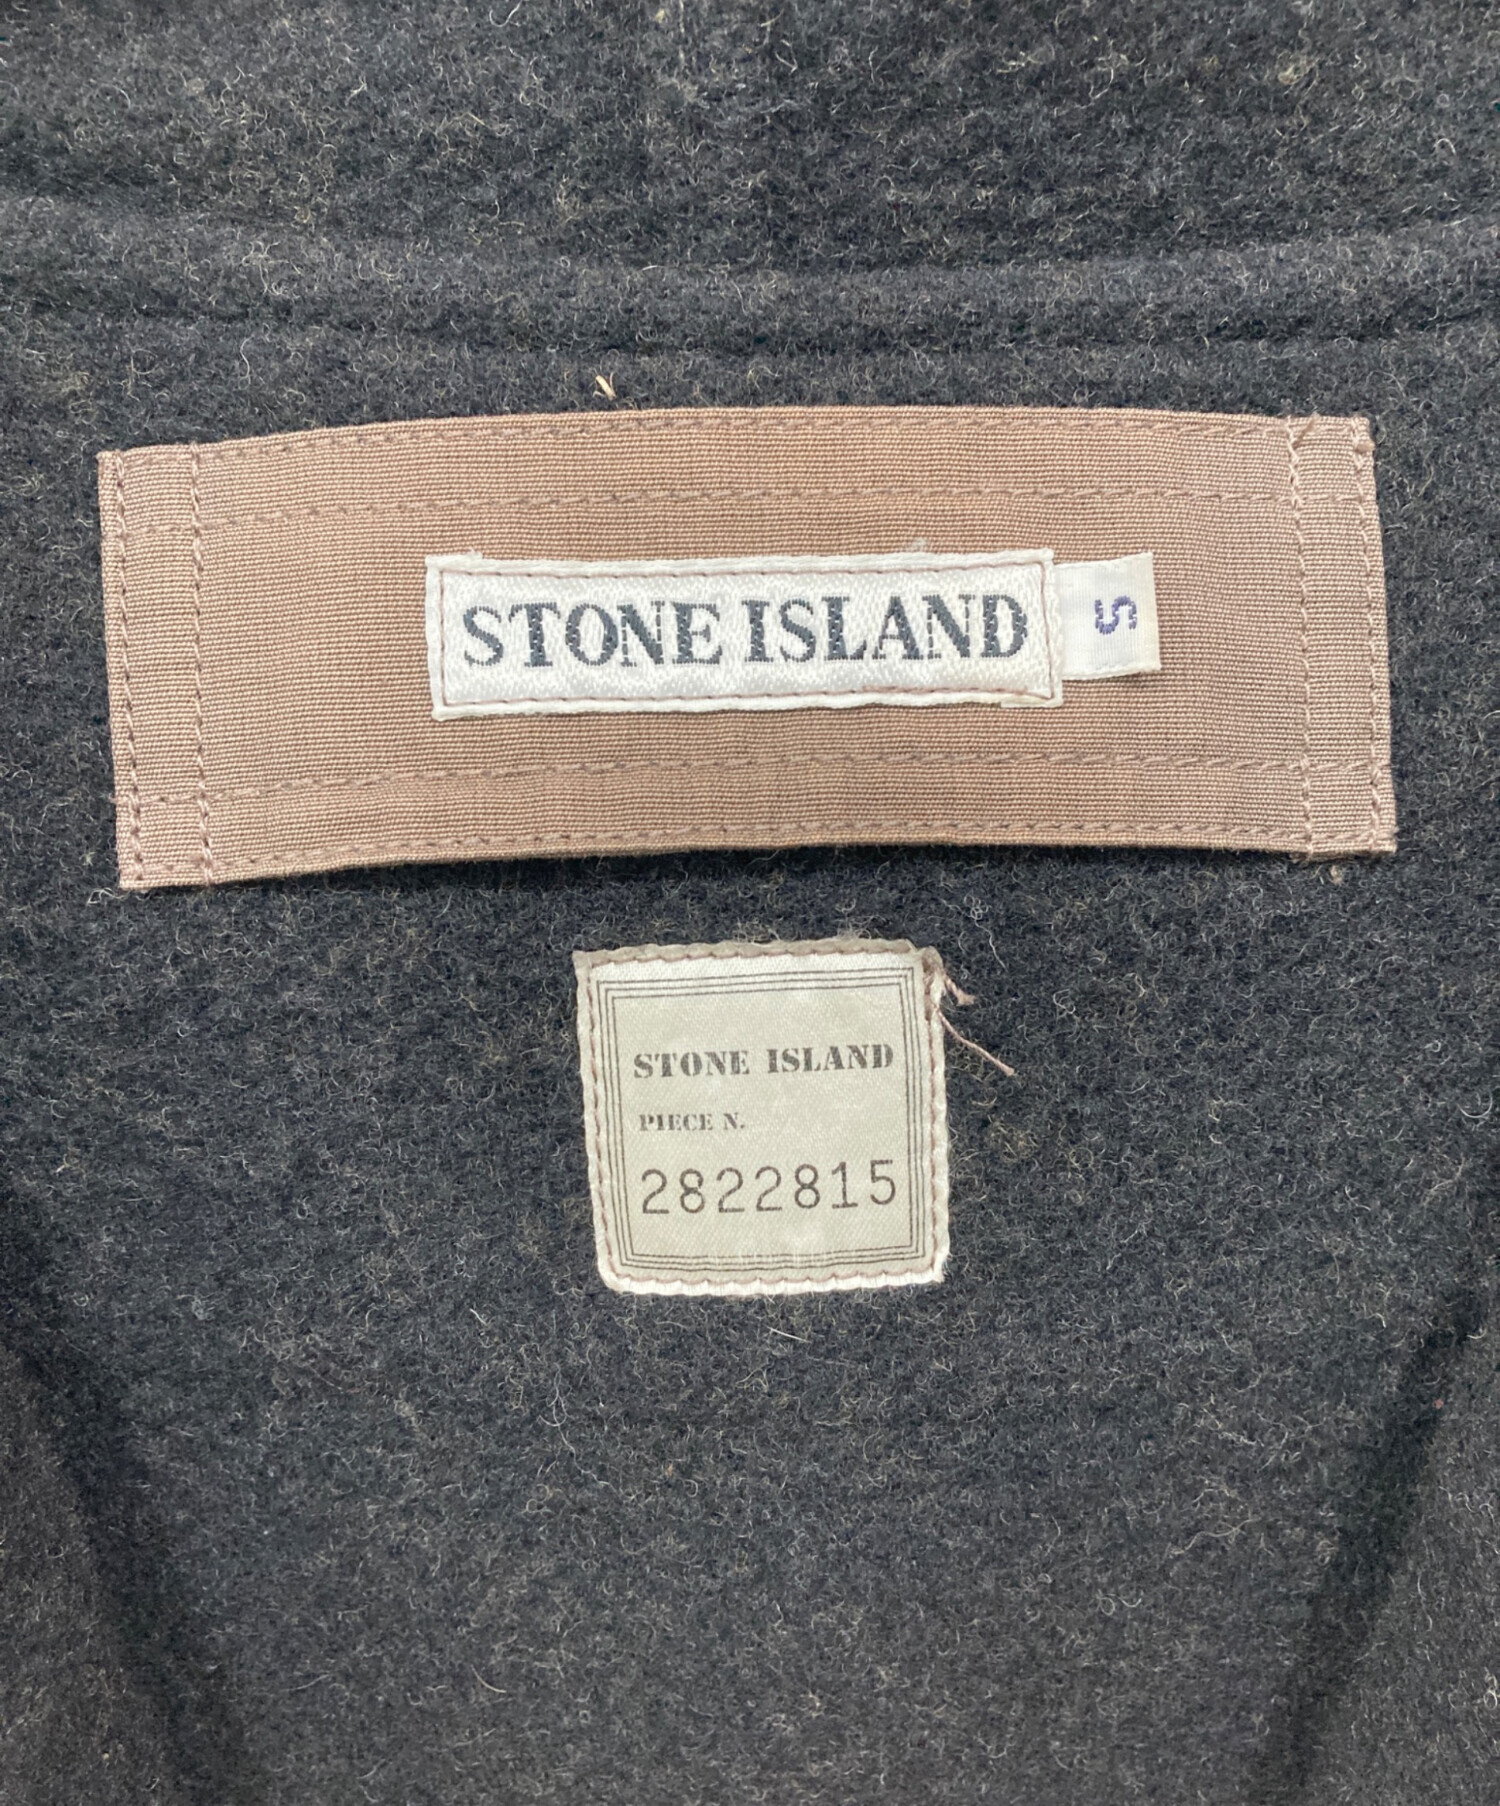 STONE ISLAND
S
STONE ISLAND
PIECE N.
2822815